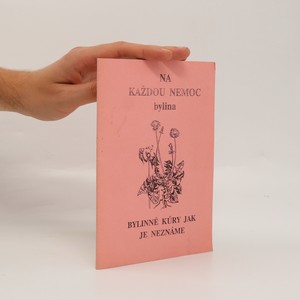 NA
KAŽDOU NEMOC
bylina
BYLINNÉ KÚRY JAK
JE NEZNÁME